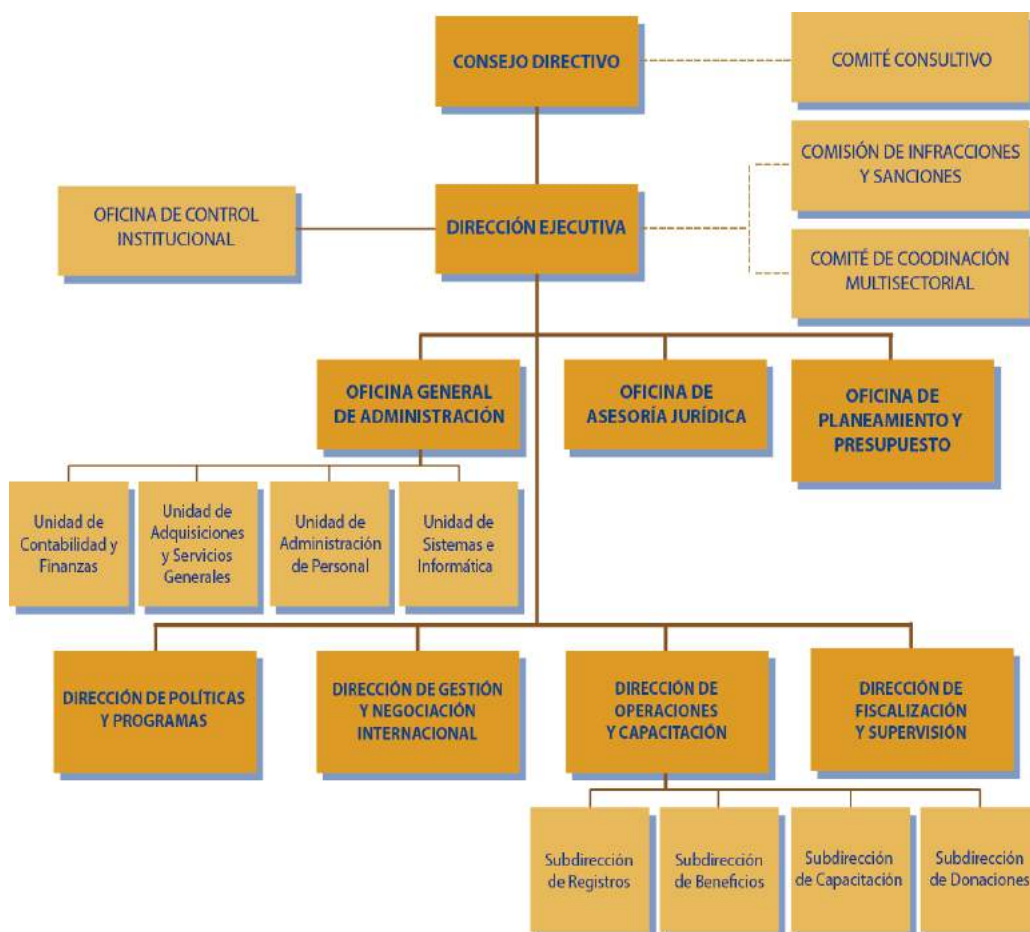 CONSEJO DIRECTIVO
COMITÉ CONSULTIVO
COMISIÓN DE INFRACCIONES
Y SANCIONES
OFICINA DE CONTROL
INSTITUCIONAL
DIRECCIÓN EJECUTIVA
COMITÉ DE COODINACIÓN
MULTISECTORIAL
OFICINA GENERAL
DE ADMINISTRACIÓN
OFICINA DE
ASESORÍA JURÍDICA
OFICINA DE
PLANEAMIENTO Y
PRESUPUESTO
Unidad de
Contabilidad y
Finanzas
Unidad de
Adquisiciones
y Servicios
Generales
Unidad de
Administración
de Personal
Unidad de
Sistemas e
Informática
DIRECCIÓN DE POLÍTICAS
Y PROGRAMAS
DIRECCIÓN DE GESTIÓN
Y NEGOCIACIÓN
INTERNACIONAL
DIRECCIÓN DE
OPERACIONES
Y CAPACITACIÓN
DIRECCIÓN DE
FISCALIZACIÓN
Y SUPERVISIÓN
Subdirección
de Registros
Subdirección
de Beneficios
Subdirección
de Capacitación
Subdirección
de Donaciones